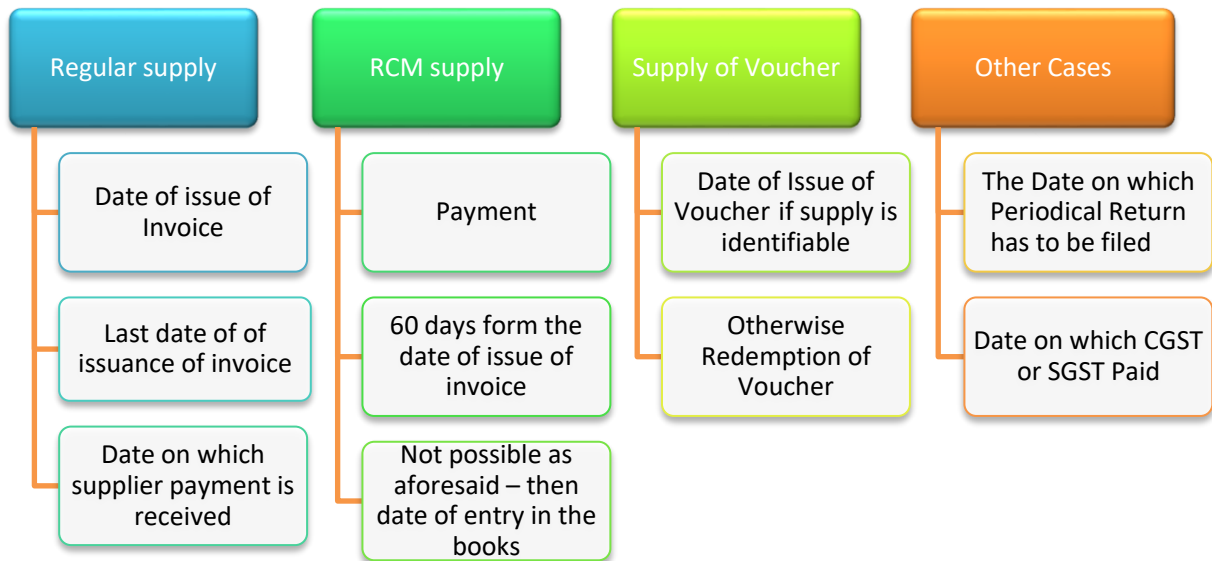 Regular supply
Date of issue of
Invoice
Last date of of
issuance of invoice
Date on which
supplier payment is
received
RCM supply
Payment
60 days form the
date of issue of
invoice
Not possible as
aforesaid – then
date of entry in the
books
Supply of Voucher
Date of Issue of
Voucher if supply is
identifiable
Otherwise
Redemption of
Voucher
Other Cases
The Date on which
Periodical Return
has to be filed
Date on which CGST
or SGST Paid